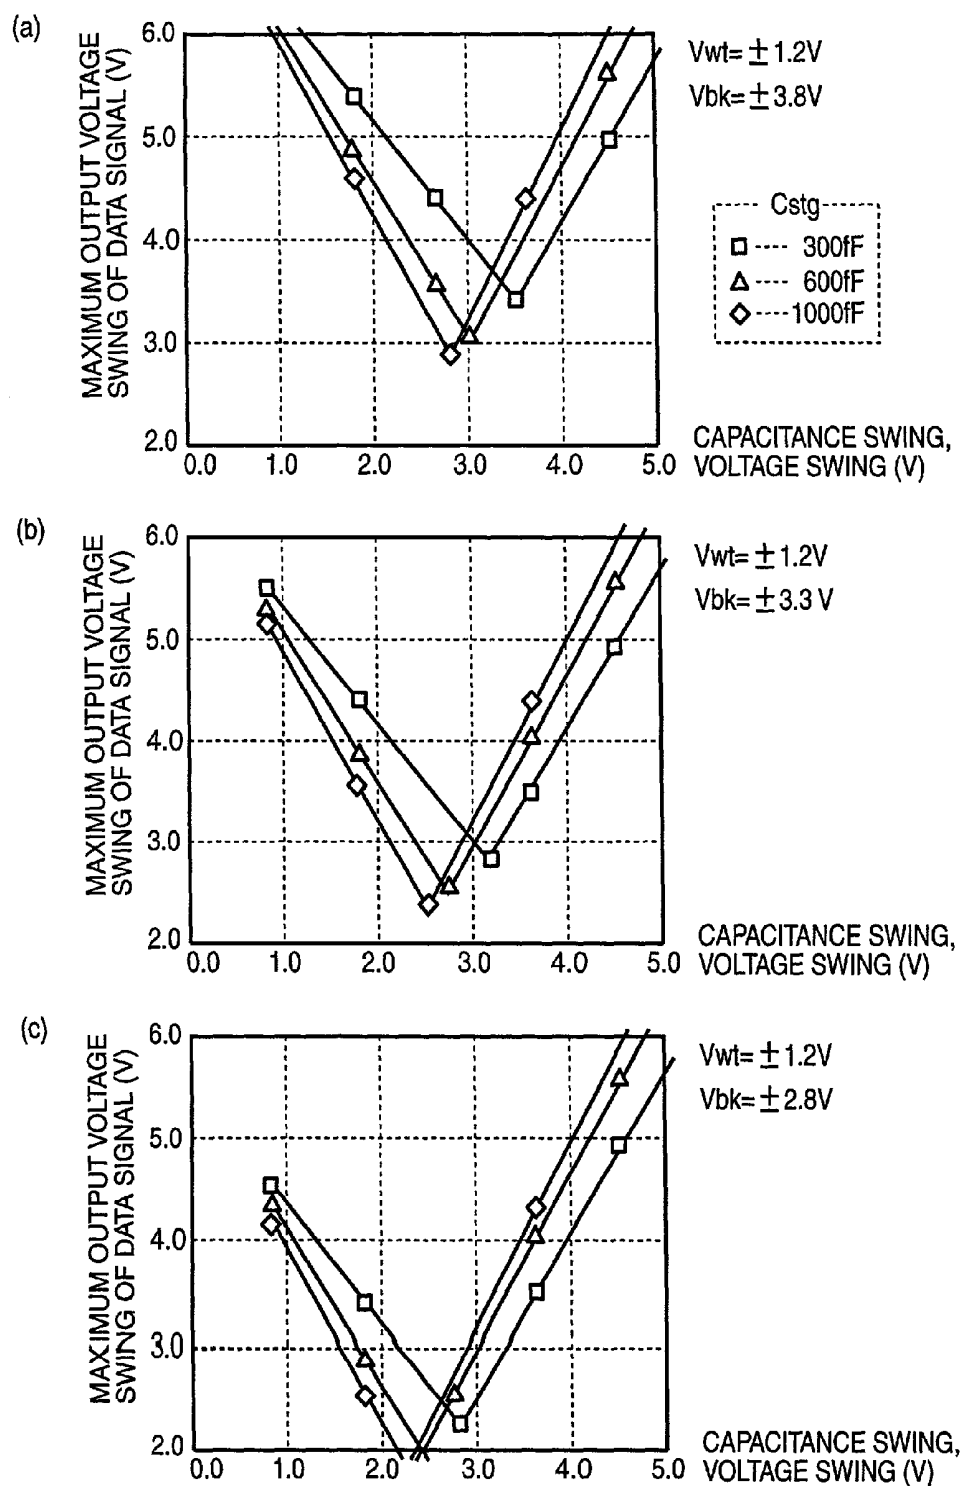 (a)
MAXIMUM OUTPUT VOLTAGE
SWING OF DATA SIGNAL (V)
6.0
5.0
4.0
3.0
2.0
0.0 1.0 2.0 3.0 4.0 5.0
CAPACITANCE SWING,
VOLTAGE SWING (V)
Vwt= ±1.2V
Vbk= ±3.8V
Cstg
300fF
600fF
1000fF
(b)
MAXIMUM OUTPUT VOLTAGE
SWING OF DATA SIGNAL (V)
6.0
5.0
4.0
3.0
2.0
0.0 1.0 2.0 3.0 4.0 5.0
CAPACITANCE SWING,
VOLTAGE SWING (V)
Vwt= ±1.2V
Vbk= ±3.3 V
(c)
MAXIMUM OUTPUT VOLTAGE
SWING OF DATA SIGNAL (V)
6.0
5.0
4.0
3.0
2.0
0.0 1.0 2.0 3.0 4.0 5.0
CAPACITANCE SWING,
VOLTAGE SWING (V)
Vwt= ±1.2V
Vbk= ±2.8V